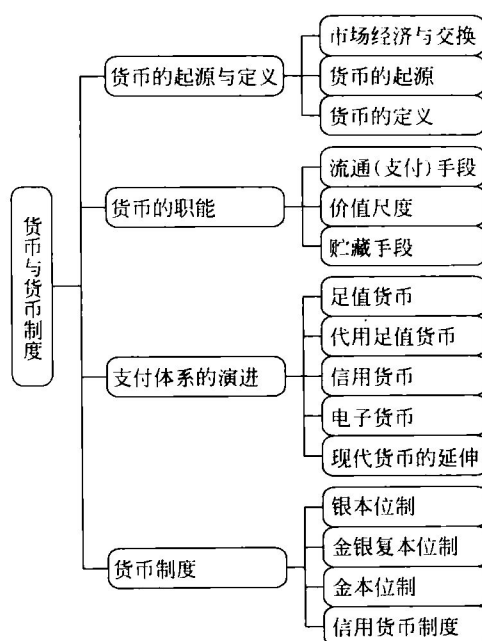 货币与货币制度
货币的起源与定义
市场经济与交换
货币的起源
货币的定义
货币的职能
流通(支付)手段
价值尺度
贮藏手段
支付体系的演进
足值货币
代用足值货币
信用货币
电子货币
现代货币的延伸
货币制度
银本位制
金银复本位制
金本位制
信用货币制度